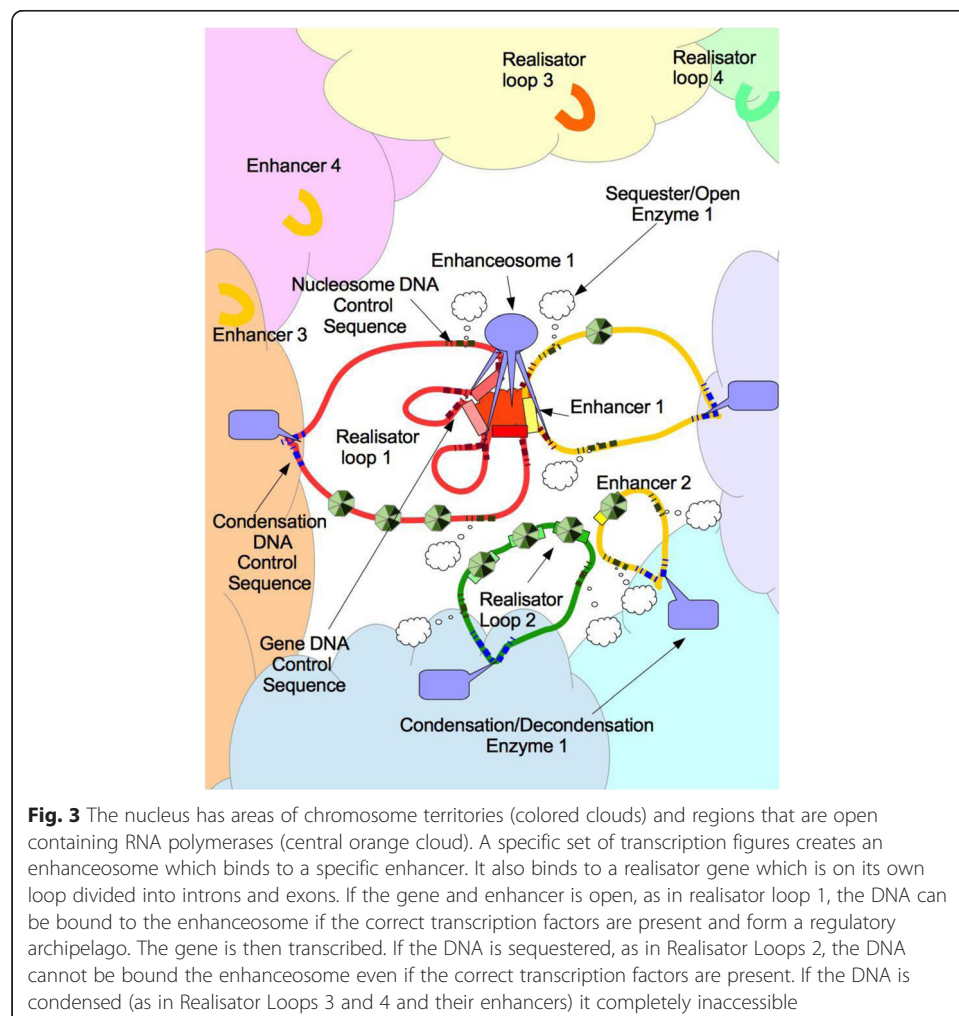 Realisator
loop 3
Realisator
loop 4
Enhancer 4
Sequester/Open
Enzyme 1
Enhanceosome 1
Nucleosome DNA
Control
Sequence
Enhancer 3
Enhancer 1
Realisator
loop 1
Enhancer 2
Condensation
DNA
Control
Sequence
Realisator
Loop 2
Gene DNA
Control
Sequence
Condensation/Decondensation
Enzyme 1
Fig. 3 The nucleus has areas of chromosome territories (colored clouds) and regions that are open
containing RNA polymerases (central orange cloud). A specific set of transcription figures creates an
enhanceosome which binds to a specific enhancer. It also binds to a realisator gene which is on its own
loop divided into introns and exons. If the gene and enhancer is open, as in realisator loop 1, the DNA can
be bound to the enhanceosome if the correct transcription factors are present and form a regulatory
archipelago. The gene is then transcribed. If the DNA is sequestered, as in Realisator Loops 2, the DNA
cannot be bound the enhanceosome even if the correct transcription factors are present. If the DNA is
condensed (as in Realisator Loops 3 and 4 and their enhancers) it completely inaccessible